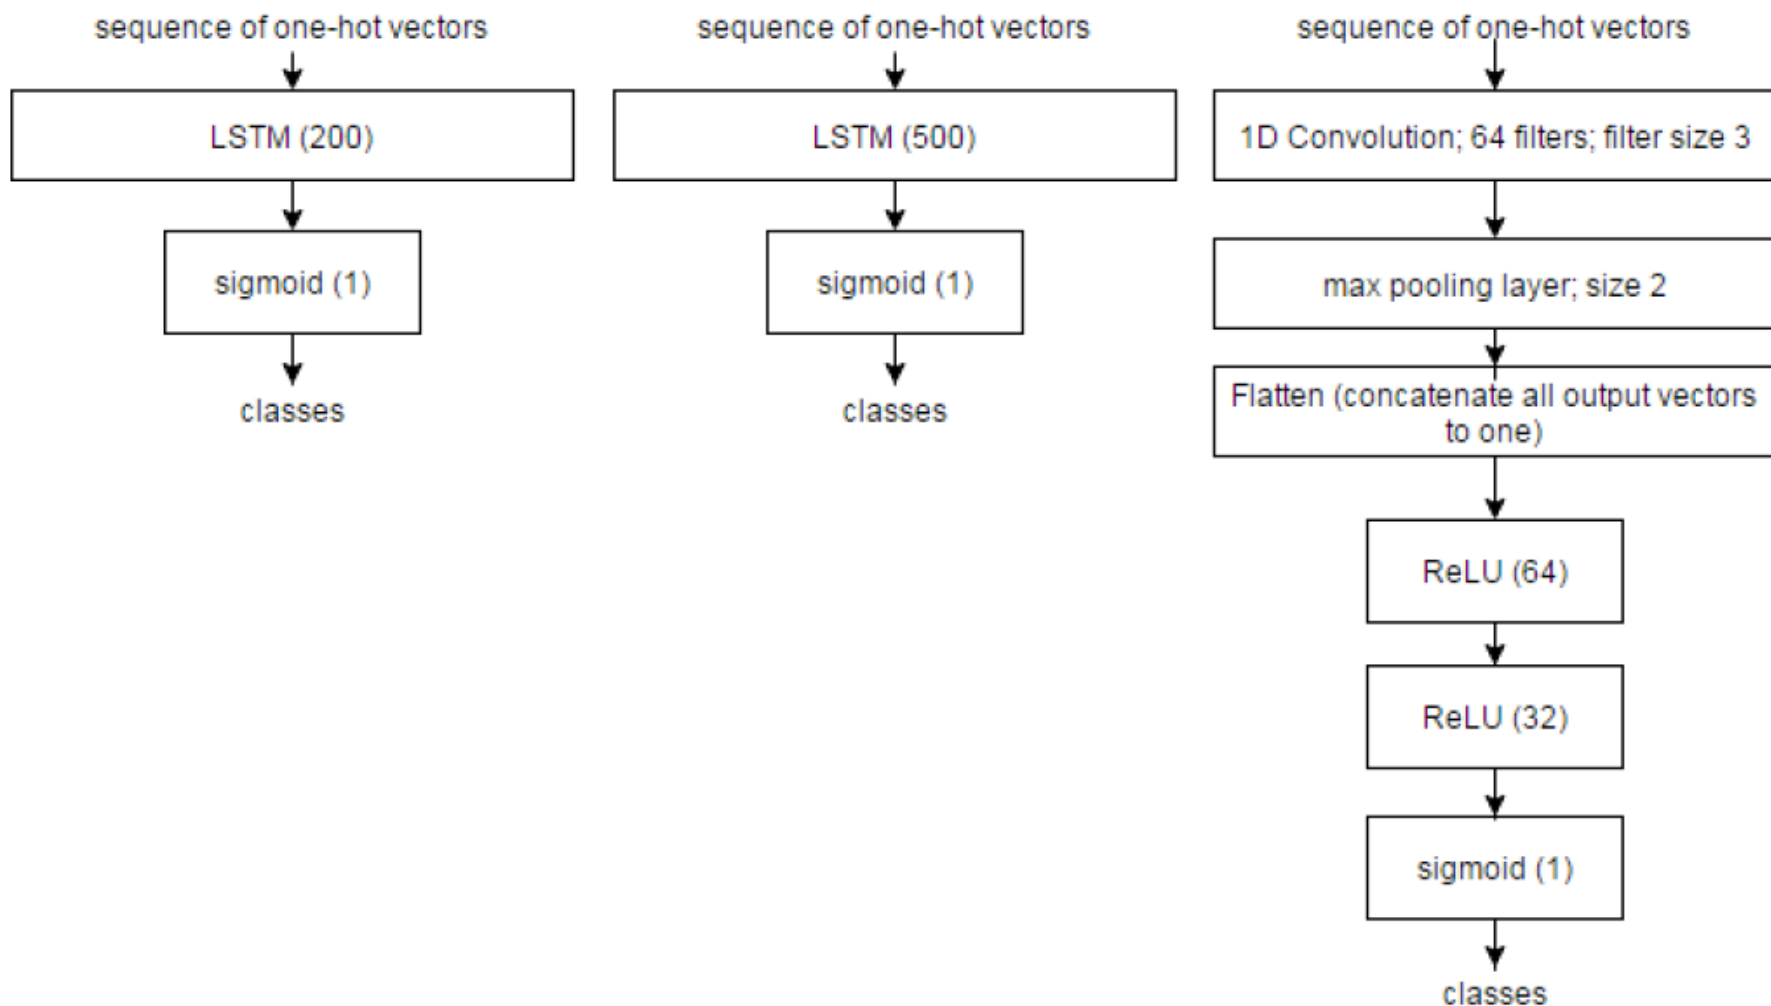 sequence of one-hot vectors
LSTM (200)
sigmoid (1)
classes
sequence of one-hot vectors
LSTM (500)
sigmoid (1)
classes
sequence of one-hot vectors
1D Convolution; 64 filters; filter size 3
max pooling layer; size 2
Flatten (concatenate all output vectors
to one)
ReLU (64)
ReLU (32)
sigmoid (1)
classes